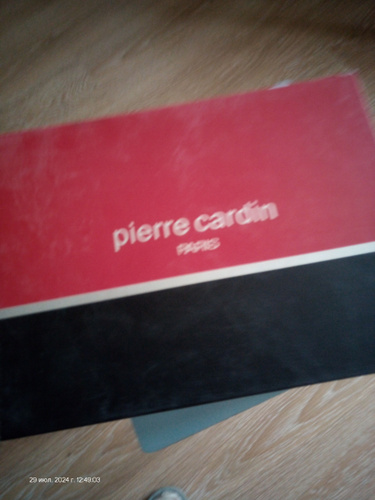 pierre cardin
PARIS
29 июл. 2024 г. 12:49:03